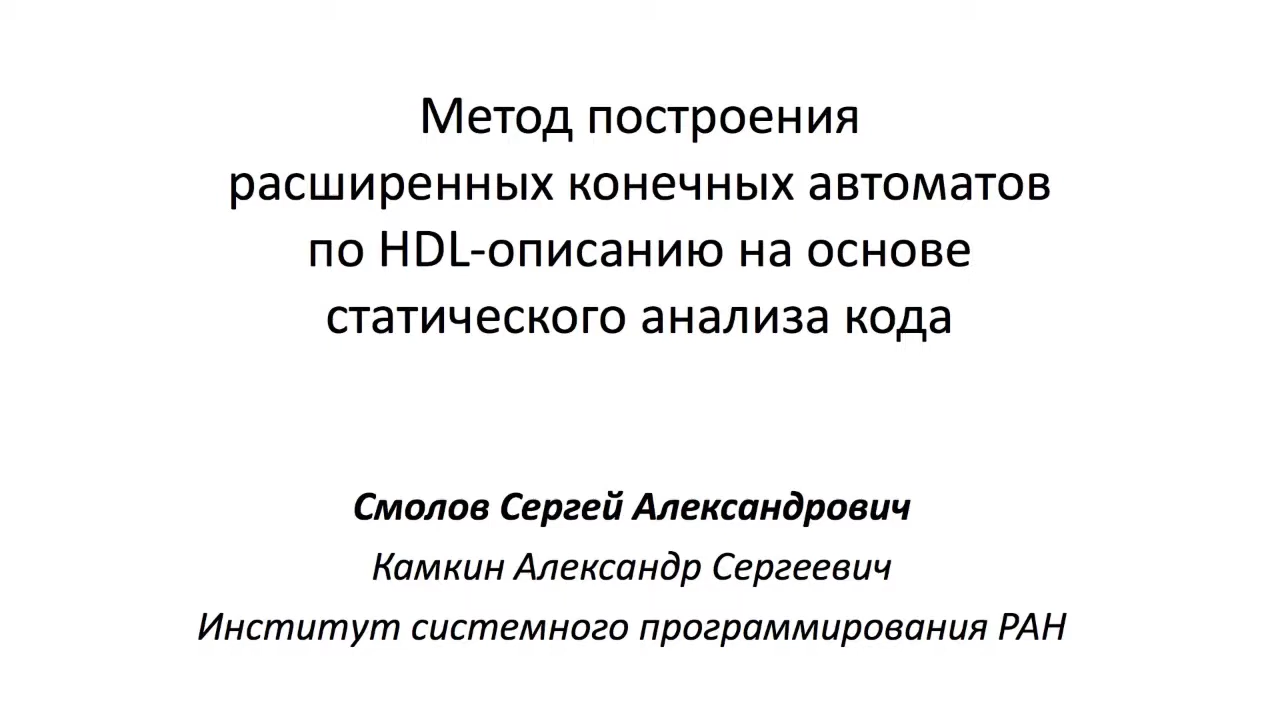 Метод построения
расширенных конечных автоматов
по HDL-описанию на основе
статического анализа кода
Смолов Сергей Александрович
Камкин Александр Сергеевич
Институт системного программирования РАН